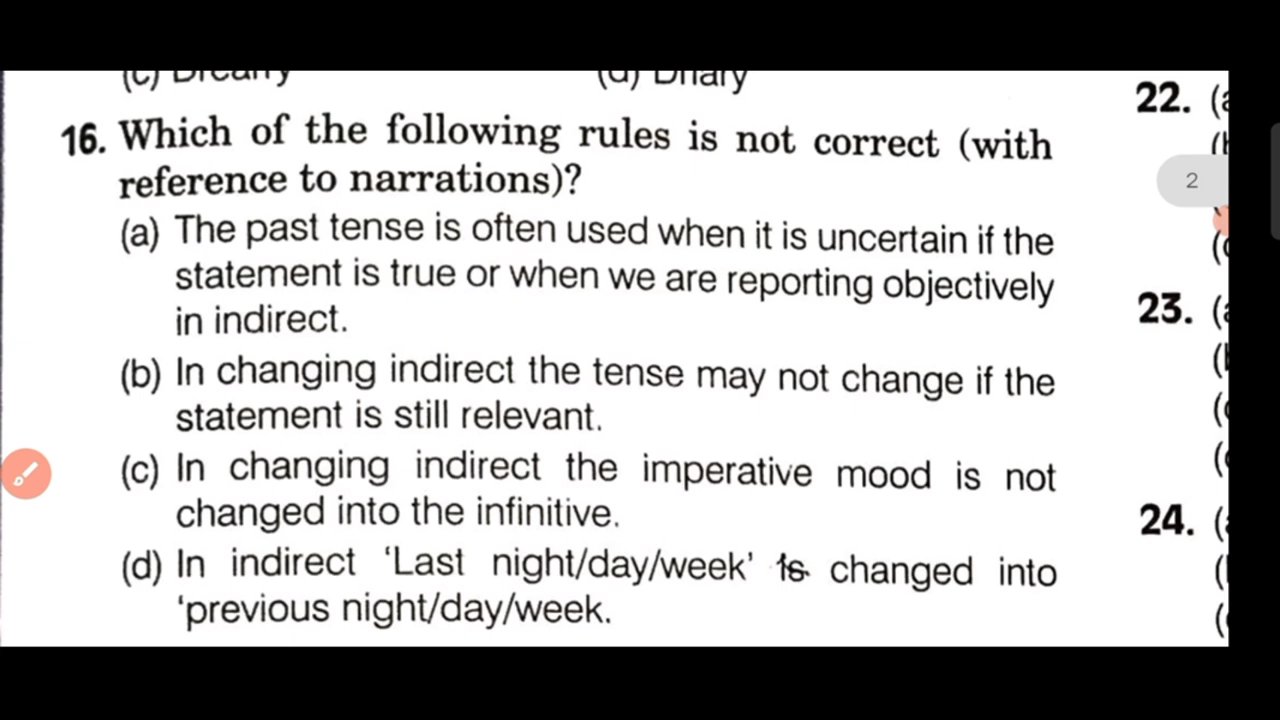 16. Which of the following rules is not correct (with
reference to narrations)?
(a) The past tense is often used when it is uncertain if the
statement is true or when we are reporting objectively
in indirect.
(b) In changing indirect the tense may not change if the
statement is still relevant.
(c) In changing indirect the imperative mood is not
changed into the infinitive.
(d) In indirect ‘Last night/day/week’ is changed into
‘previous night/day/week.
22.
2
23.
24.